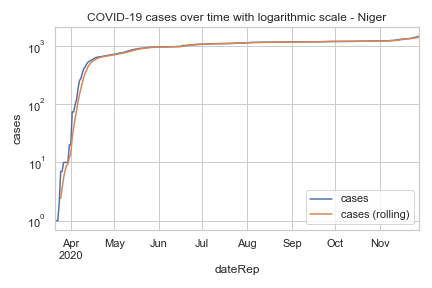 COVID-19 cases over time with logarithmic scale - Niger
cases
10³
10²
10¹
10⁰
Apr May Jun Jul Aug Sep Oct Nov
2020
dateRep
cases
cases (rolling)